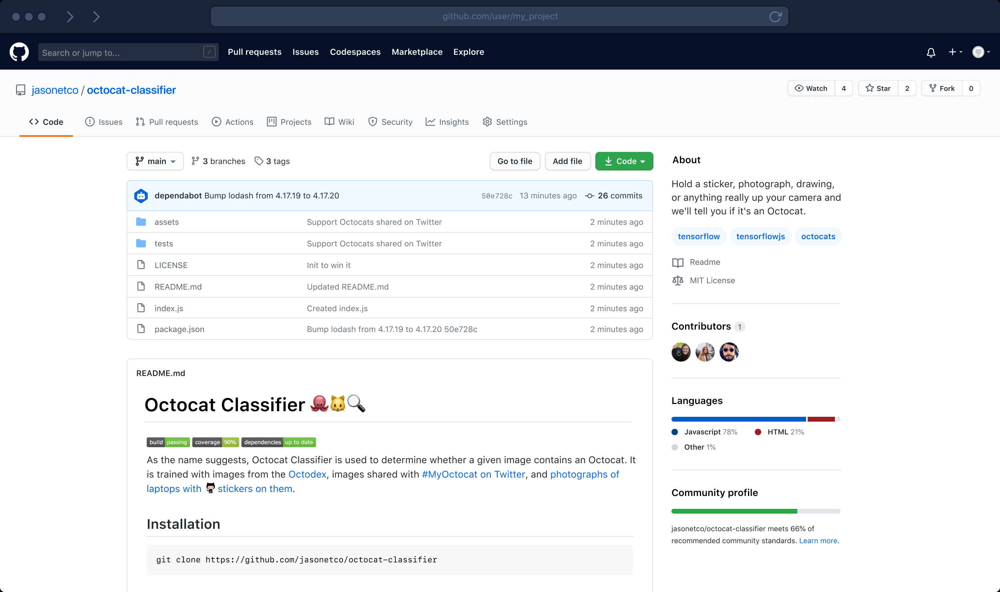 github.com/user/my_project
Search or jump to... /
Pull requests Issues Codespaces Marketplace Explore
jasonetco / octocat-classifier
Watch 4 Star 2 Fork 0
Code Issues Pull requests Actions Projects Wiki Security Insights Settings
main 3 branches 3 tags
Go to file Add file Code
dependabot Bump lodash from 4.17.19 to 4.17.20 50e728c 13 minutes ago 26 commits
assets Support Octocats shared on Twitter 2 minutes ago
tests Support Octocats shared on Twitter 2 minutes ago
LICENSE Init to win it 2 minutes ago
README.md Updated README.md 2 minutes ago
index.js Created index.js 2 minutes ago
package.json Bump lodash from 4.17.19 to 4.17.20 50e728c 2 minutes ago
README.md
Octocat Classifier 🐙🐱🔍
build passing coverage 90% dependencies up to date
As the name suggests, Octocat Classifier is used to determine whether a given image contains an Octocat. It
is trained with images from the Octodex, images shared with #MyOctocat on Twitter, and photographs of
laptops with stickers on them.
Installation
git clone https://github.com/jasonetco/octocat-classifier
About
Hold a sticker, photograph, drawing,
or anything really up your camera and
we'll tell you if it's an Octocat.
tensorflow tensorflowjs octocats
Readme
MIT License
Contributors 1
Languages
Javascript 78% HTML 21%
Other 1%
Community profile
jasonetco/octocat-classifier meets 66% of
recommended community standards. Learn more.